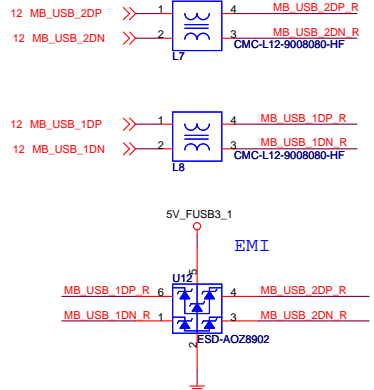 12 MB_USB_2DP 1 4 MB_USB_2DP_R
12 MB_USB_2DN 2 3 MB_USB_2DN_R
L7 CMC-L12-9008080-HF
12 MB_USB_1DP 1 4 MB_USB_1DP_R
12 MB_USB_1DN 2 3 MB_USB_1DN_R
L8 CMC-L12-9008080-HF
5V_FUSB3_1
EMI
U12 5
MB_USB_1DP_R 6 4 MB_USB_2DP_R
MB_USB_1DN_R 1 3 MB_USB_2DN_R
2 ESD-AOZ8902